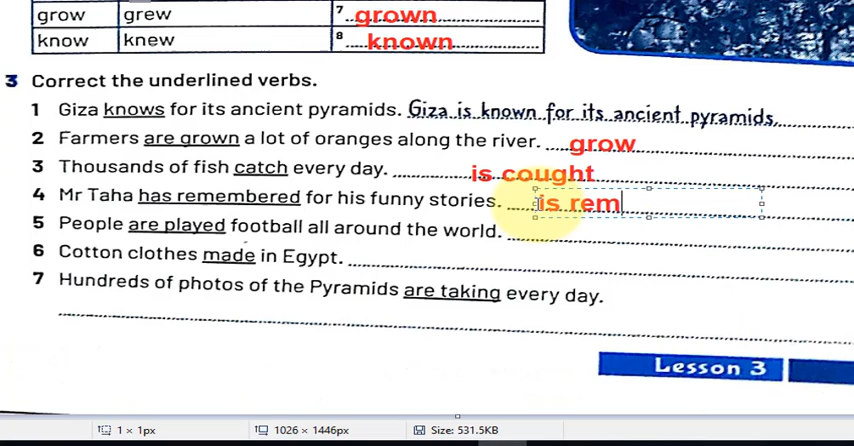 grow grew 7 grown
know knew 8 known
3 Correct the underlined verbs.
1 Giza knows for its ancient pyramids. Giza is known for its ancient pyramids.
2 Farmers are grown a lot of oranges along the river. grow
3 Thousands of fish catch every day. is cought
4 Mr Taha has remembered for his funny stories. is rem
5 People are played football all around the world.
6 Cotton clothes made in Egypt.
7 Hundreds of photos of the Pyramids are taking every day.
Lesson 3
1 × 1px 1026 × 1446px Size: 531.5KB